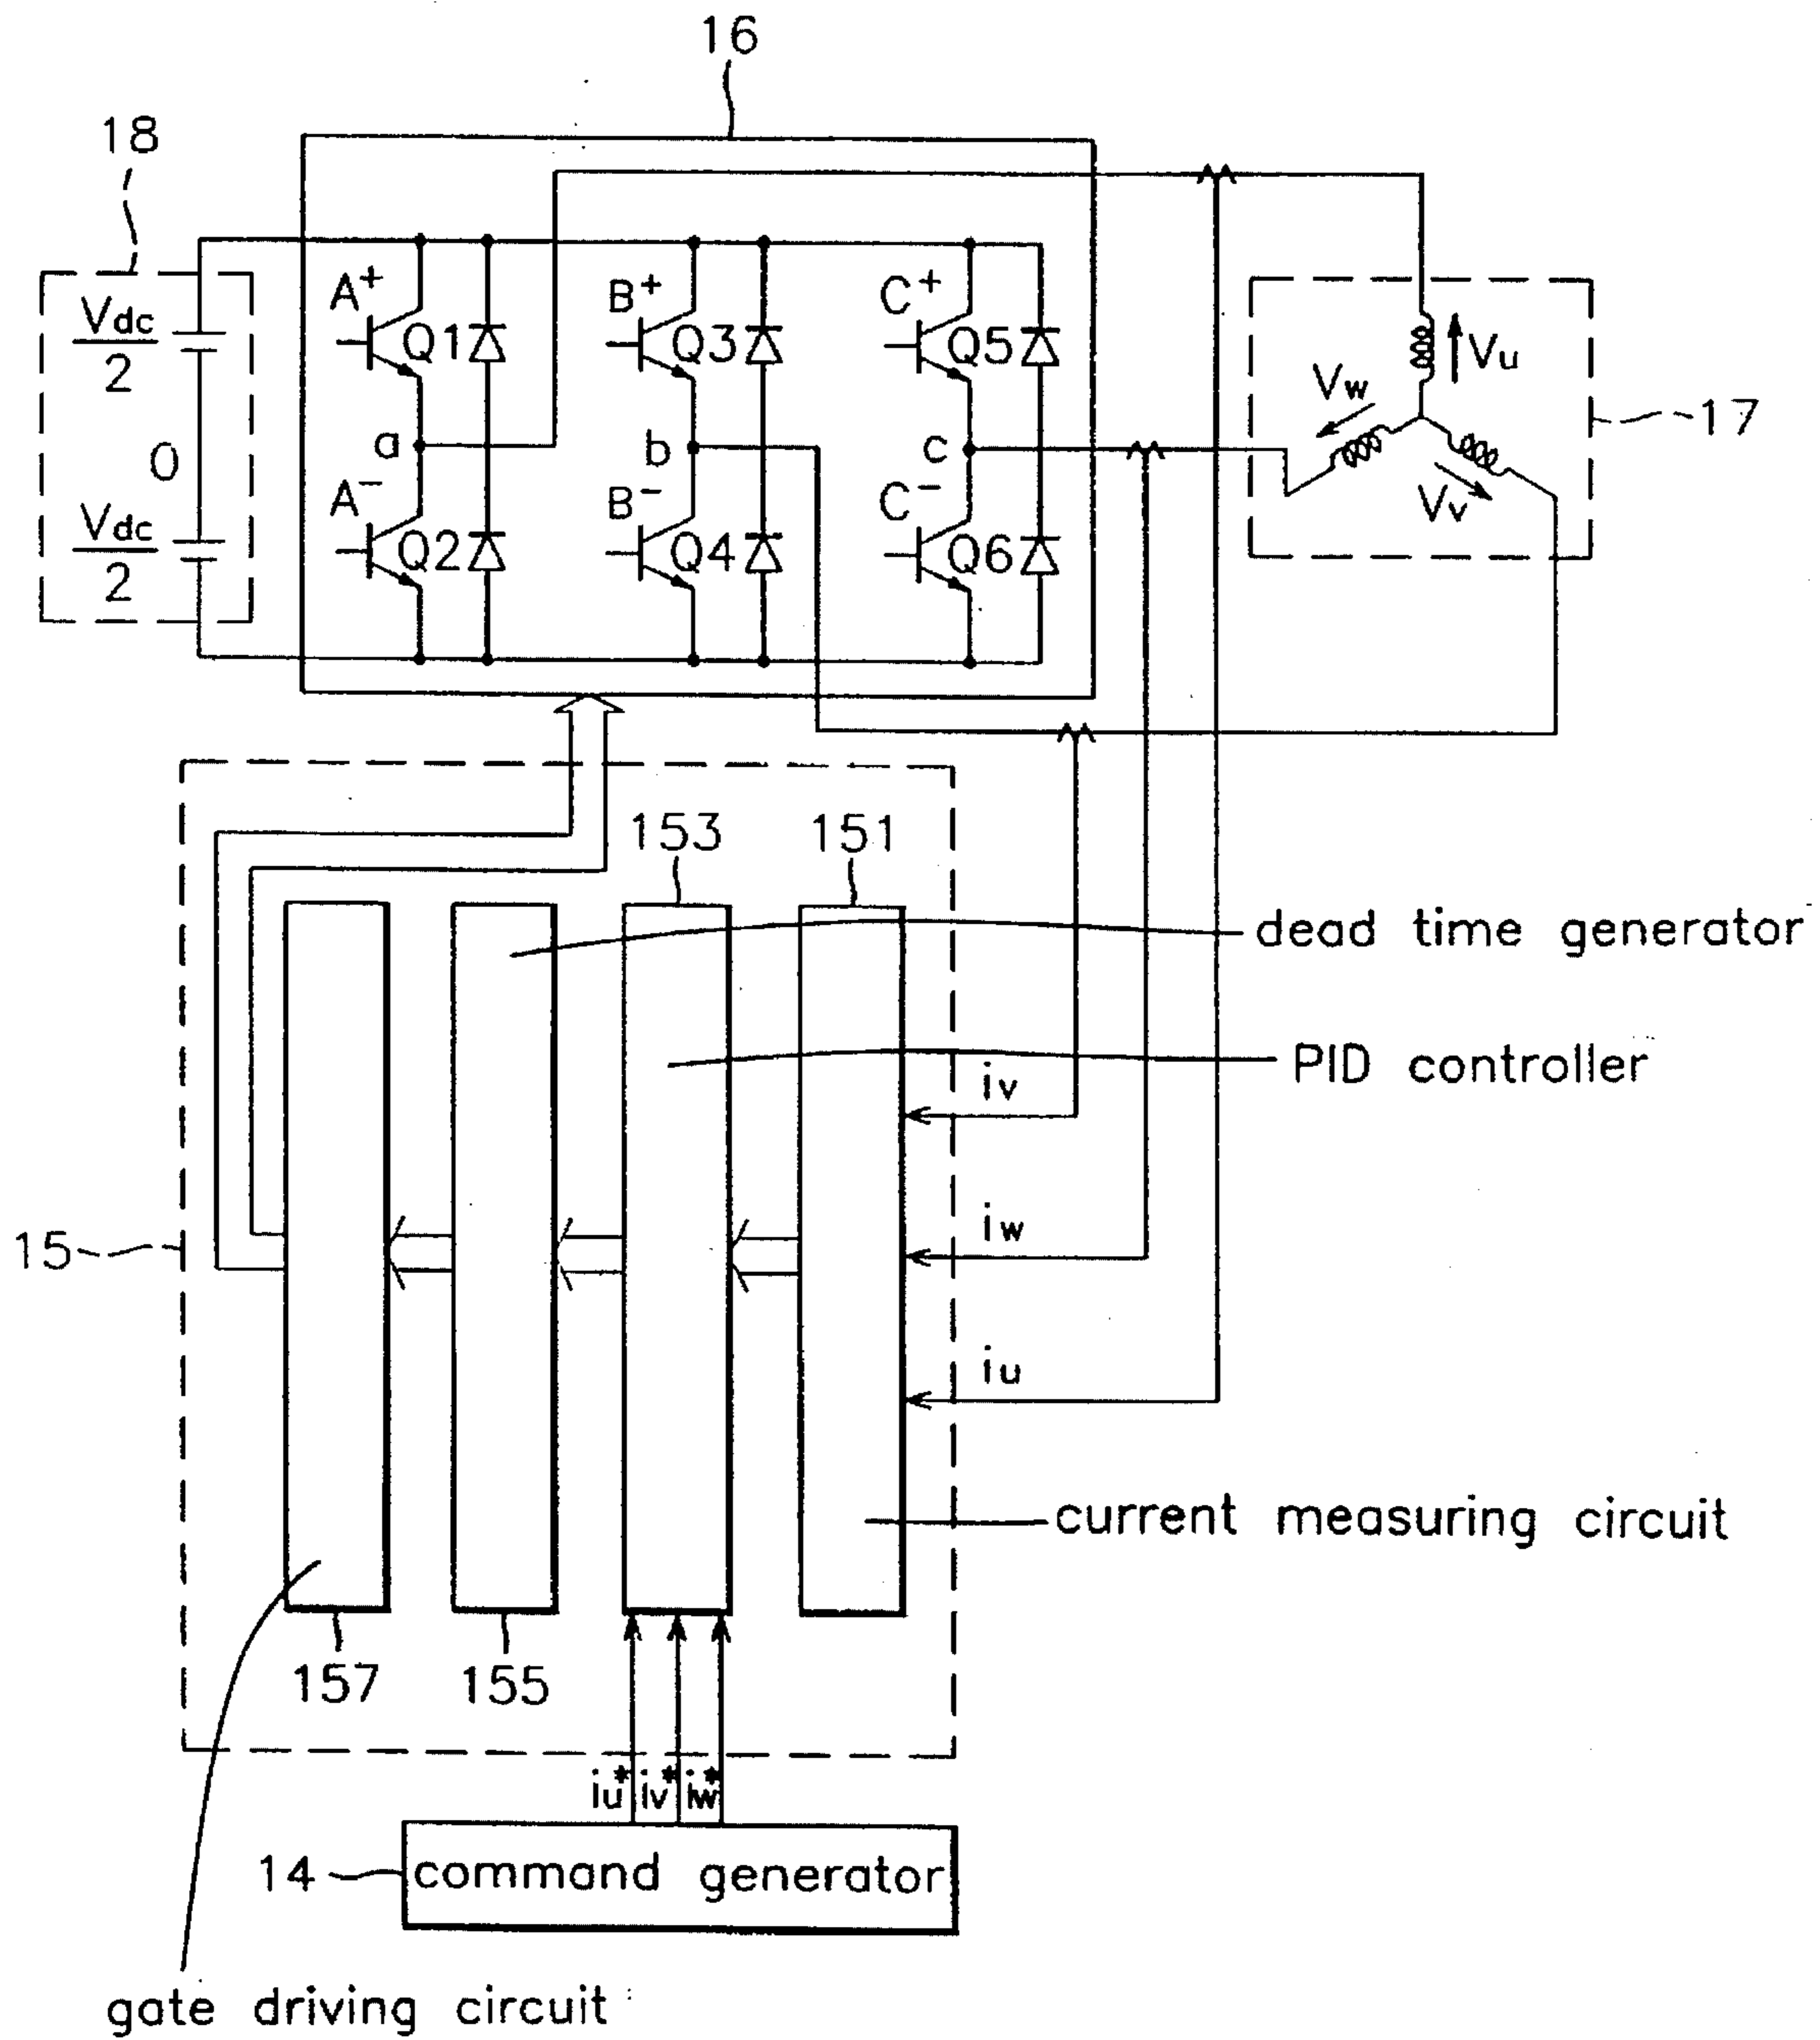 16
18
Vdc
2
0
Vdc
2
A+
Q1
a
A-
Q2
B+
Q3
b
B-
Q4
C+
Q5
c
C-
Q6
Vu
Vw
Vv
17
153
151
dead time generator
PID controller
iv
iw
iu
15
current measuring circuit
157
155
iu* iv* iw*
14
command generator
gate driving circuit